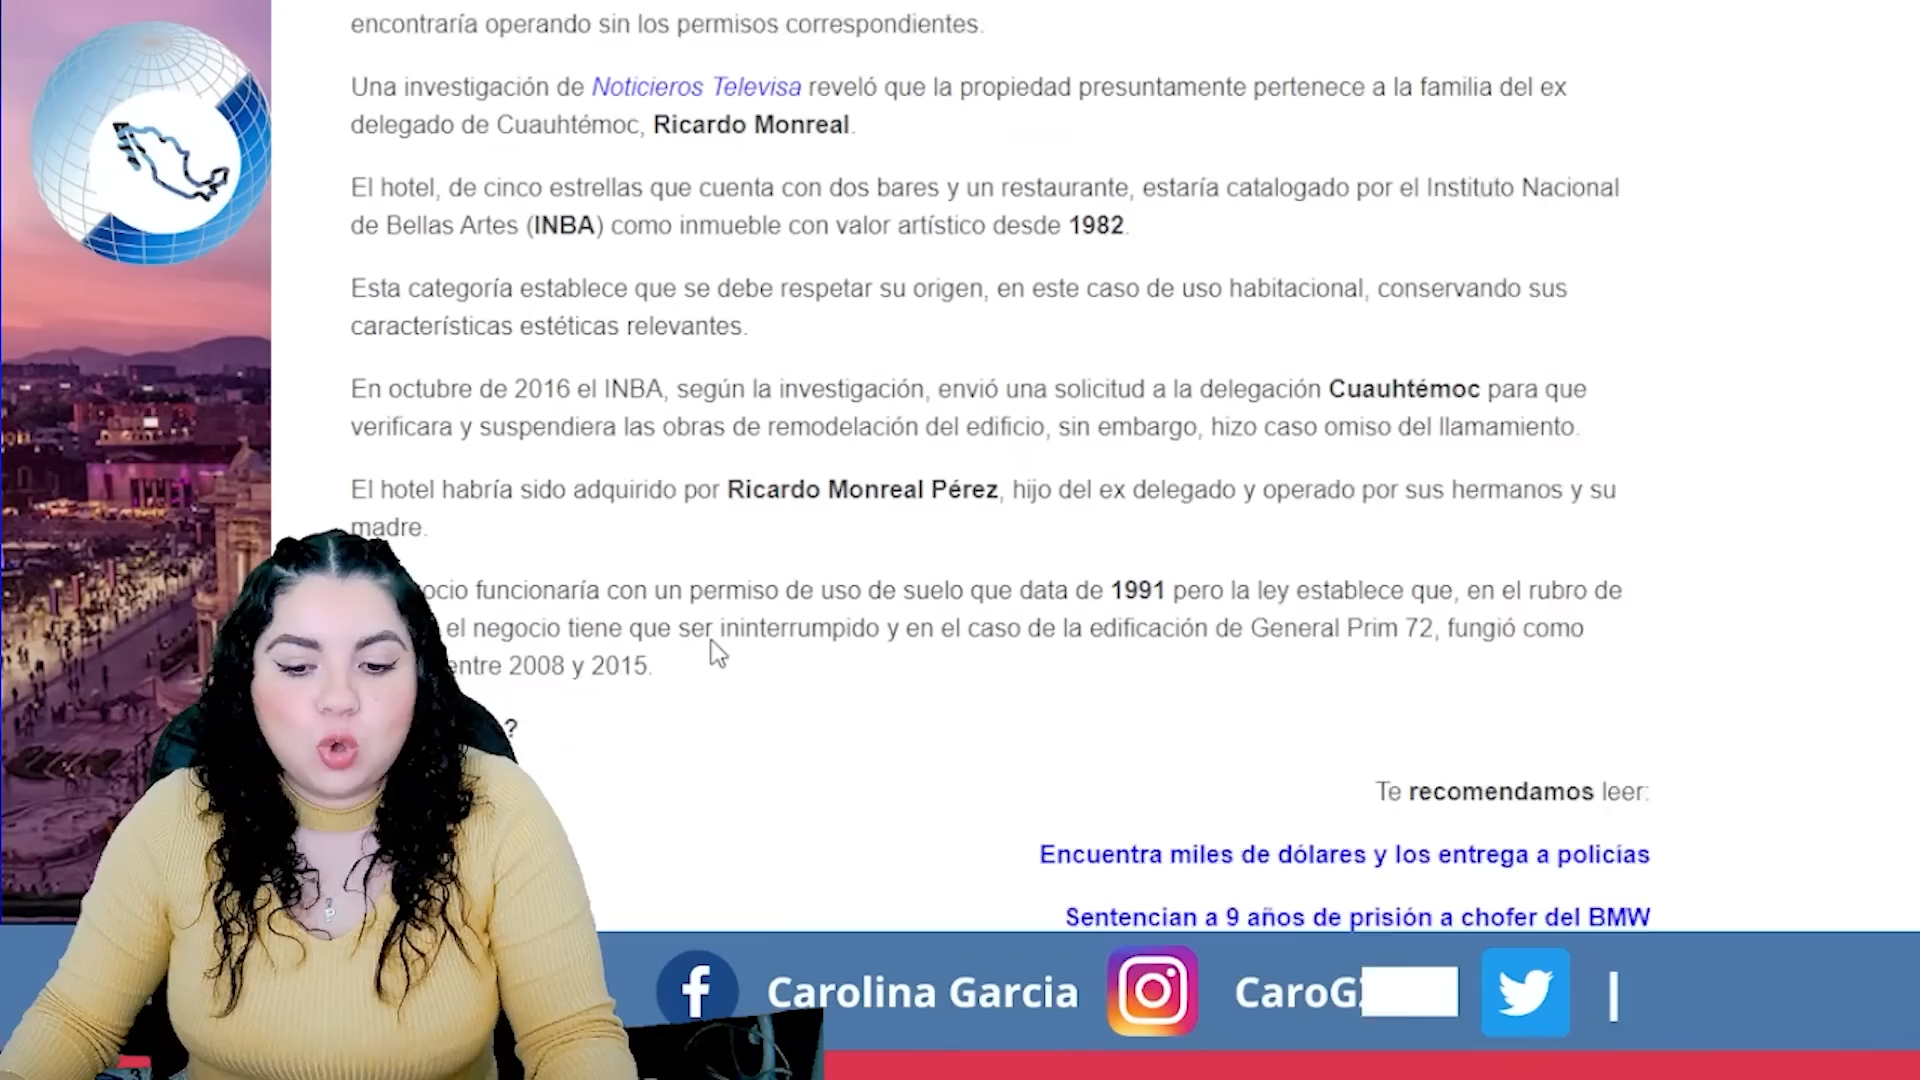 encontraría operando sin los permisos correspondientes.
Una investigación de Noticieros Televisa reveló que la propiedad presuntamente pertenece a la familia del ex
delegado de Cuauhtémoc, Ricardo Monreal.
El hotel, de cinco estrellas que cuenta con dos bares y un restaurante, estaría catalogado por el Instituto Nacional
de Bellas Artes (INBA) como inmueble con valor artístico desde 1982.
Esta categoría establece que se debe respetar su origen, en este caso de uso habitacional, conservando sus
características estéticas relevantes.
En octubre de 2016 el INBA, según la investigación, envió una solicitud a la delegación Cuauhtémoc para que
verificara y suspendiera las obras de remodelación del edificio, sin embargo, hizo caso omiso del llamamiento.
El hotel habría sido adquirido por Ricardo Monreal Pérez, hijo del ex delegado y operado por sus hermanos y su
madre.
ocio funcionaría con un permiso de uso de suelo que data de 1991 pero la ley establece que, en el rubro de
el negocio tiene que ser ininterrumpido y en el caso de la edificación de General Prim 72, fungió como
entre 2008 y 2015.
?
Te recomendamos leer:
Encuentra miles de dólares y los entrega a policías
Sentencian a 9 años de prisión a chofer del BMW
Carolina Garcia CaroG